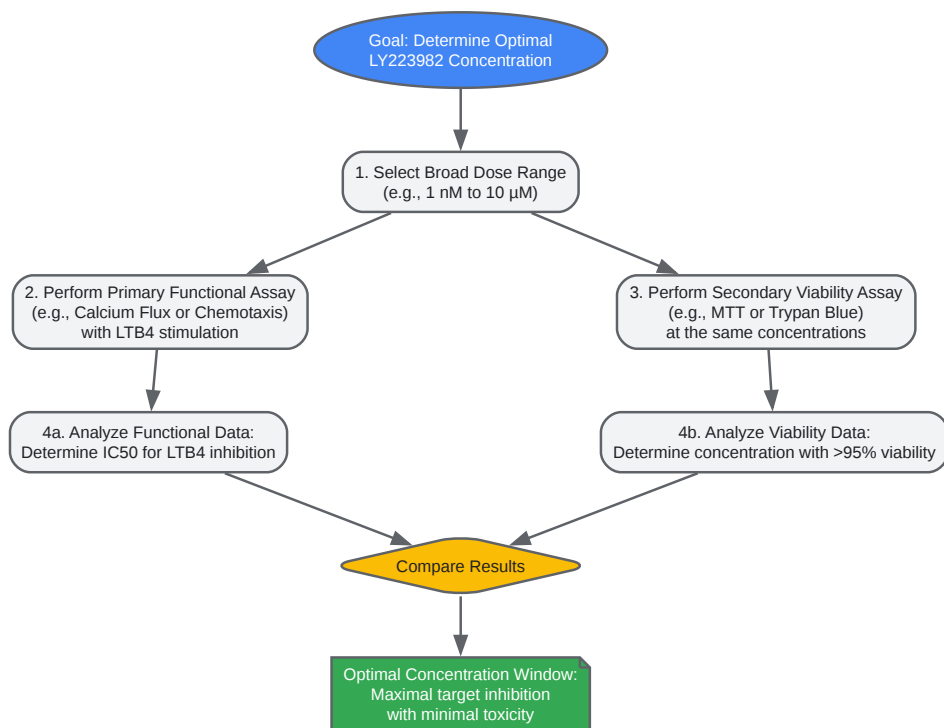 Goal: Determine Optimal
LY223982 Concentration
1. Select Broad Dose Range
(e.g., 1 nM to 10 µM)
2. Perform Primary Functional Assay
(e.g., Calcium Flux or Chemotaxis)
with LTB4 stimulation
3. Perform Secondary Viability Assay
(e.g., MTT or Trypan Blue)
at the same concentrations
4a. Analyze Functional Data:
Determine IC50 for LTB4 inhibition
4b. Analyze Viability Data:
Determine concentration with >95% viability
Compare Results
Optimal Concentration Window:
Maximal target inhibition
with minimal toxicity